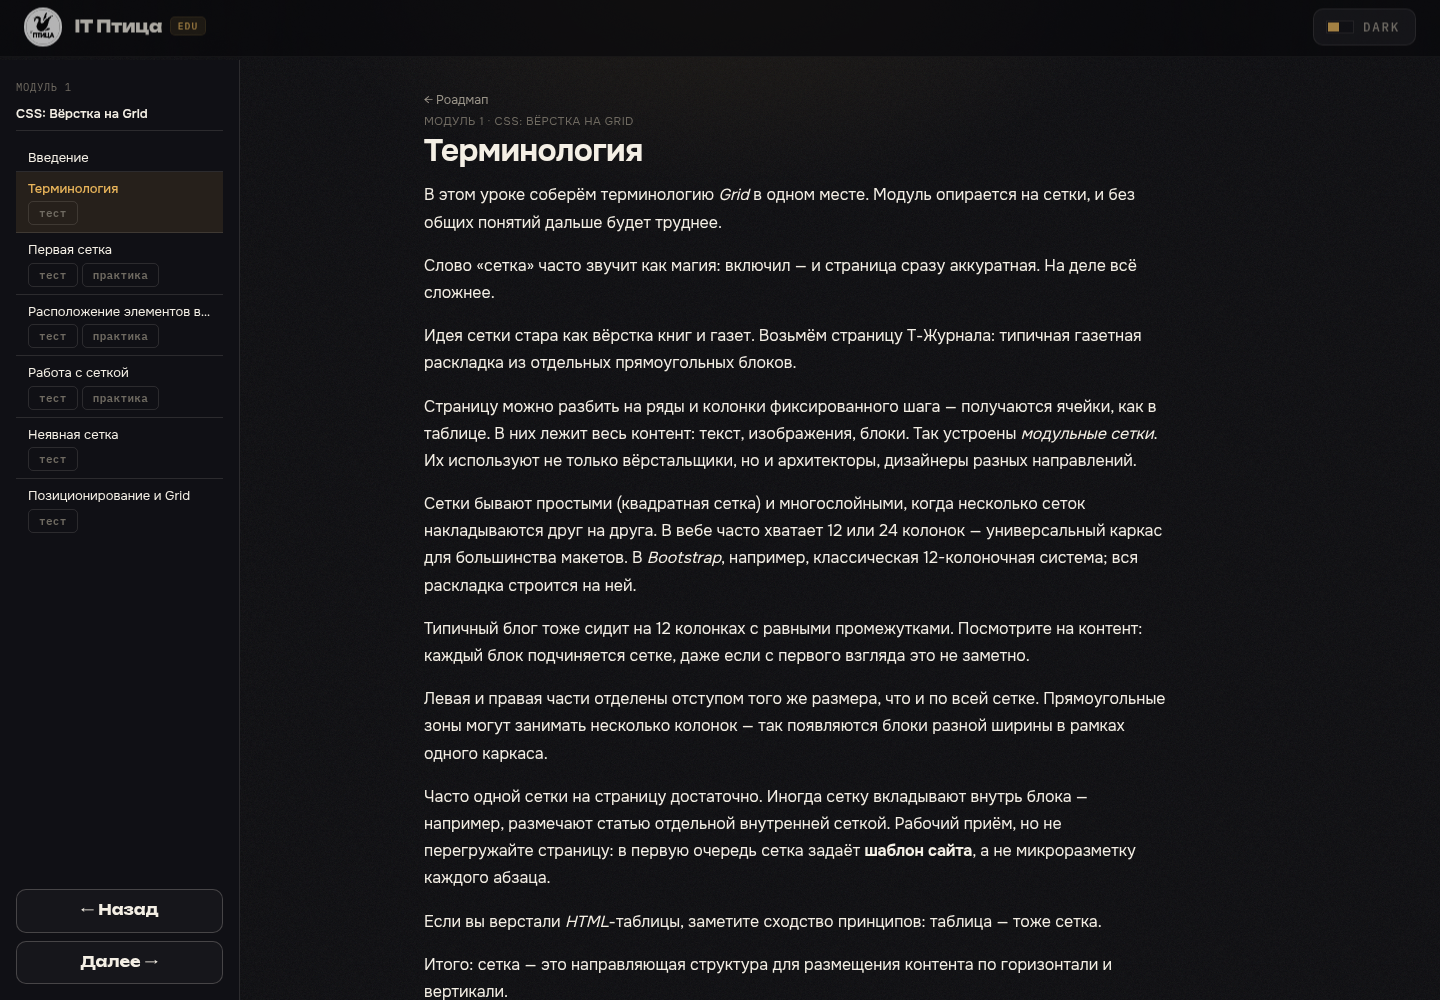 ПТИЦА
IT Птица
EDU
DARK
МОДУЛЬ 1
CSS: Вёрстка на Grid
Введение
Терминология
тест
Первая сетка
тест практика
Расположение элементов в...
тест практика
Работа с сеткой
тест практика
Неявная сетка
тест
Позиционирование и Grid
тест
← Назад
Далее →
← Роадмап
МОДУЛЬ 1 · CSS: ВЁРСТКА НА GRID
Терминология
В этом уроке соберём терминологию Grid в одном месте. Модуль опирается на сетки, и без
общих понятий дальше будет труднее.
Слово «сетка» часто звучит как магия: включил — и страница сразу аккуратная. На деле всё
сложнее.
Идея сетки стара как вёрстка книг и газет. Возьмём страницу Т-Журнала: типичная газетная
раскладка из отдельных прямоугольных блоков.
Страницу можно разбить на ряды и колонки фиксированного шага — получаются ячейки, как в
таблице. В них лежит весь контент: текст, изображения, блоки. Так устроены модульные сетки.
Их используют не только вёрстальщики, но и архитекторы, дизайнеры разных направлений.
Сетки бывают простыми (квадратная сетка) и многослойными, когда несколько сеток
накладываются друг на друга. В вебе часто хватает 12 или 24 колонок — универсальный каркас
для большинства макетов. В Bootstrap, например, классическая 12-колоночная система; вся
раскладка строится на ней.
Типичный блог тоже сидит на 12 колонках с равными промежутками. Посмотрите на контент:
каждый блок подчиняется сетке, даже если с первого взгляда это не заметно.
Левая и правая части отделены отступом того же размера, что и по всей сетке. Прямоугольные
зоны могут занимать несколько колонок — так появляются блоки разной ширины в рамках
одного каркаса.
Часто одной сетки на страницу достаточно. Иногда сетку вкладывают внутрь блока —
например, размечают статью отдельной внутренней сеткой. Рабочий приём, но не
перегружайте страницу: в первую очередь сетка задаёт шаблон сайта, а не микроразметку
каждого абзаца.
Если вы верстали HTML-таблицы, заметите сходство принципов: таблица — тоже сетка.
Итого: сетка — это направляющая структура для размещения контента по горизонтали и
вертикали.